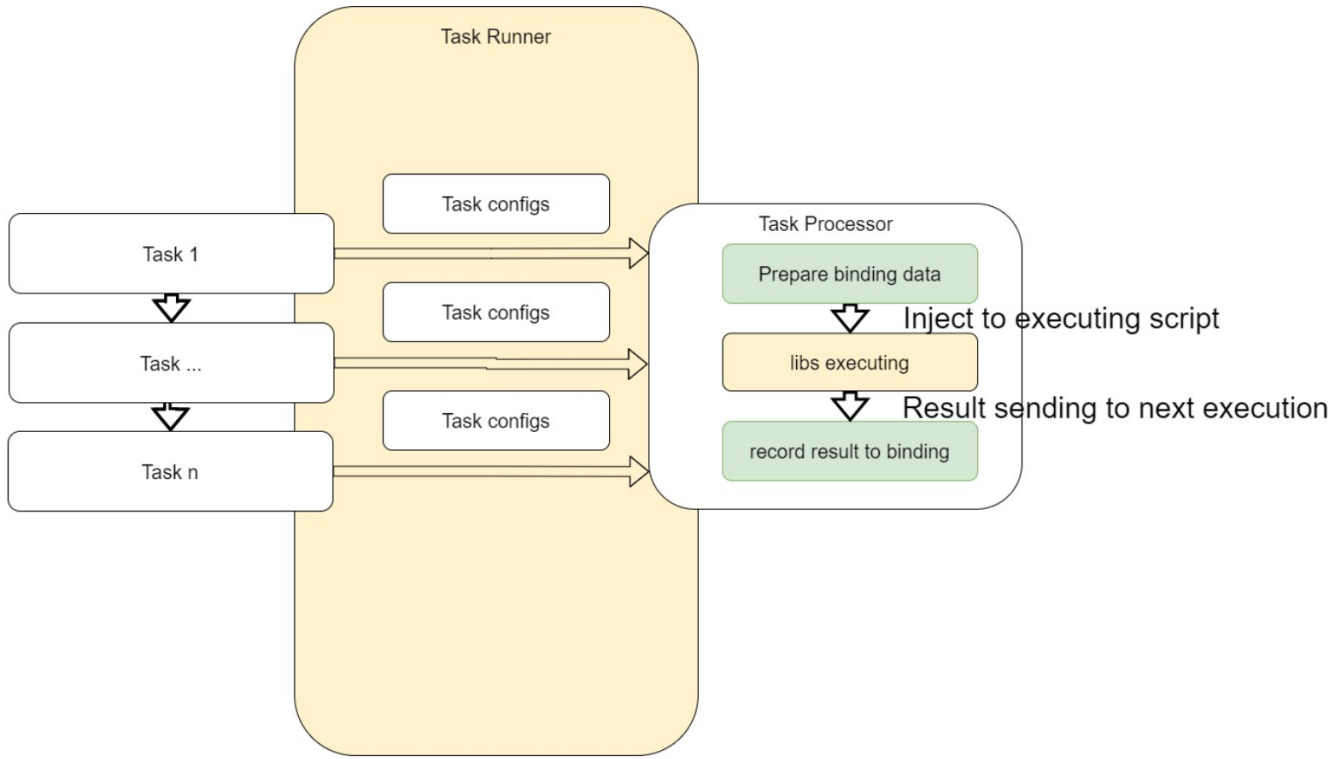 Task Runner
Task configs
Task 1
Task configs
Task ...
Task configs
Task n
Task Processor
Prepare binding data
Inject to executing script
libs executing
Result sending to next execution
record result to binding